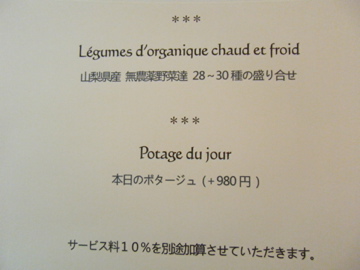 ***
Légumes d'organique chaud et froid
山梨県産 無農薬野菜達 28~30種の盛り合せ
***
Potage du jour
本日のポタージュ (+980円 )
サービス料10%を別途加算させていただきます。